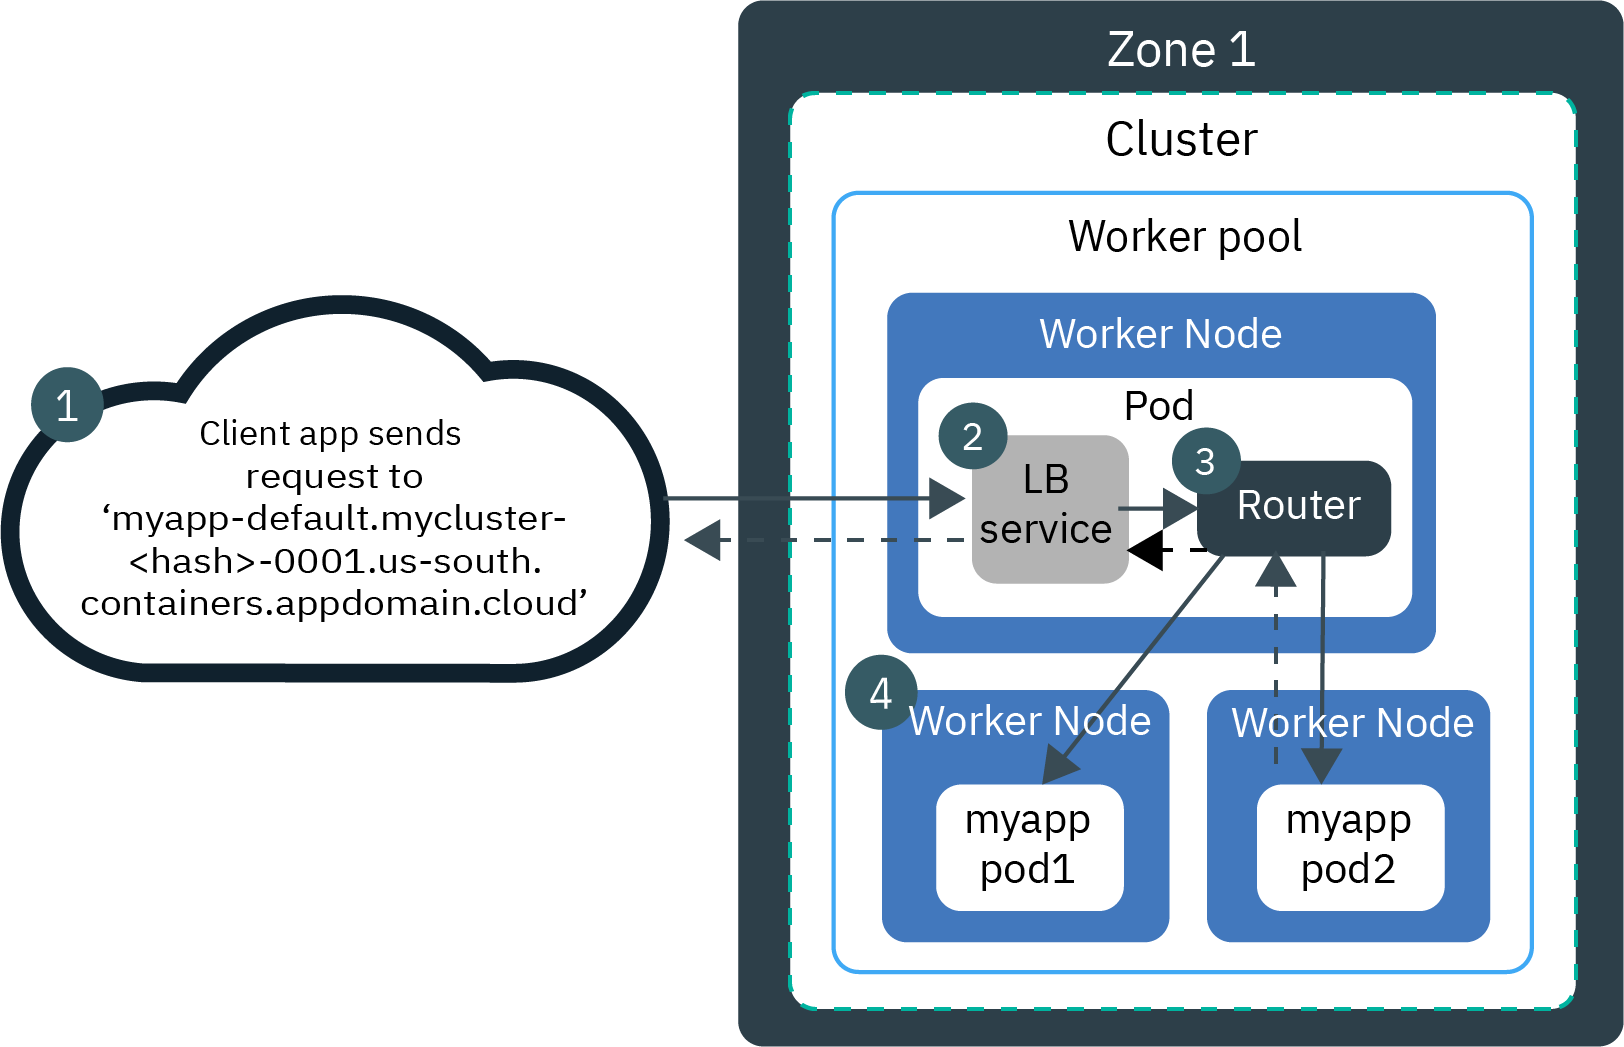 Zone 1
Cluster
Worker pool
Worker Node
Pod
1
Client app sends
request to
‘myapp-default.mycluster-
<hash>-0001.us-south.
containers.appdomain.cloud’
2
LB
service
3
Router
4
Worker Node
myapp
pod1
Worker Node
myapp
pod2